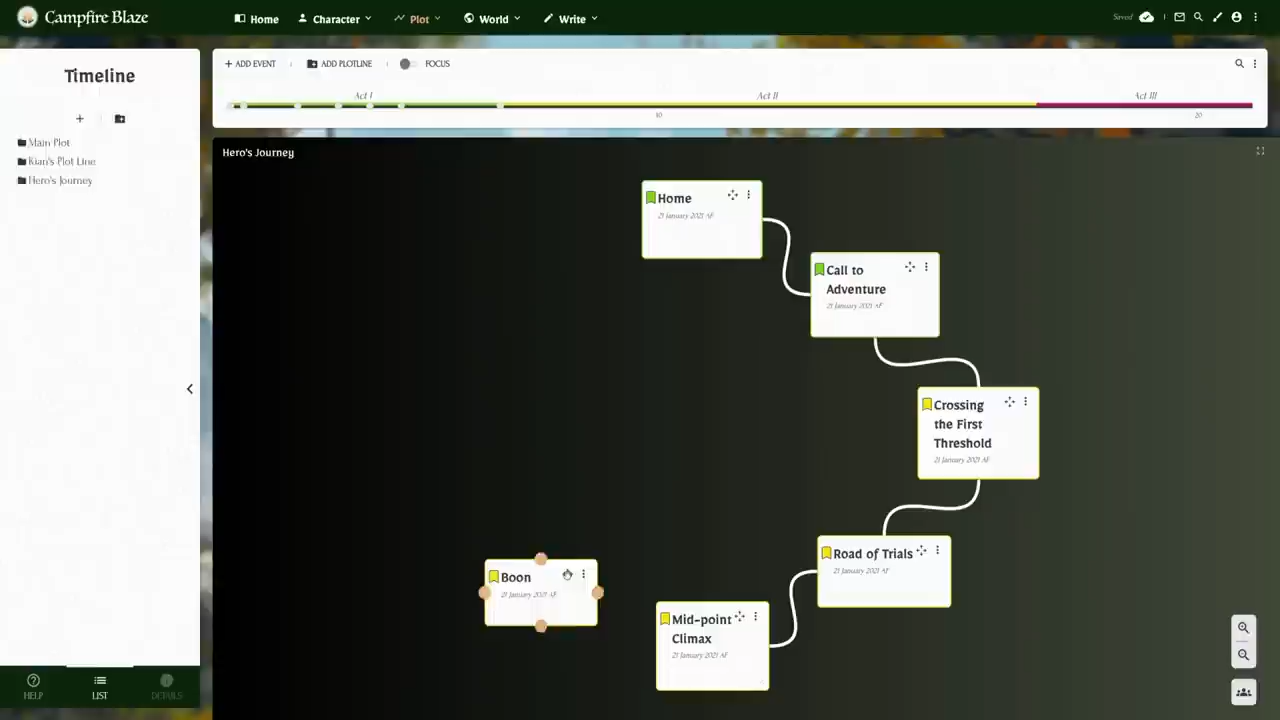 Campfire Blaze
Home
Character
Plot
World
Write
Saved
Timeline
Main Plot
Kian's Plot Line
Hero's Journey
HELP
LIST
DETAILS
+ ADD EVENT
ADD PLOTLINE
FOCUS
Act I
Act II
Act III
10
20
Hero's Journey
Home
21 January 2021 AF
Call to
Adventure
21 January 2021 AF
Crossing
the First
Threshold
21 January 2021 AF
Road of Trials
21 January 2021 AF
Boon
21 January 2021 AF
Mid-point
Climax
21 January 2021 AF